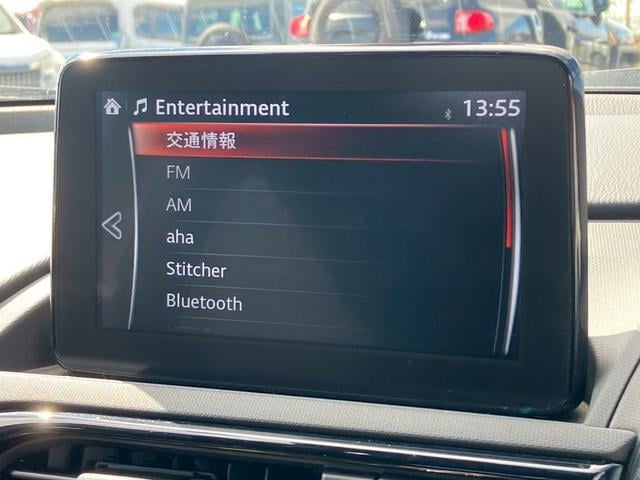 Entertainment 13:55
交通情報
FM
AM
aha
Stitcher
Bluetooth